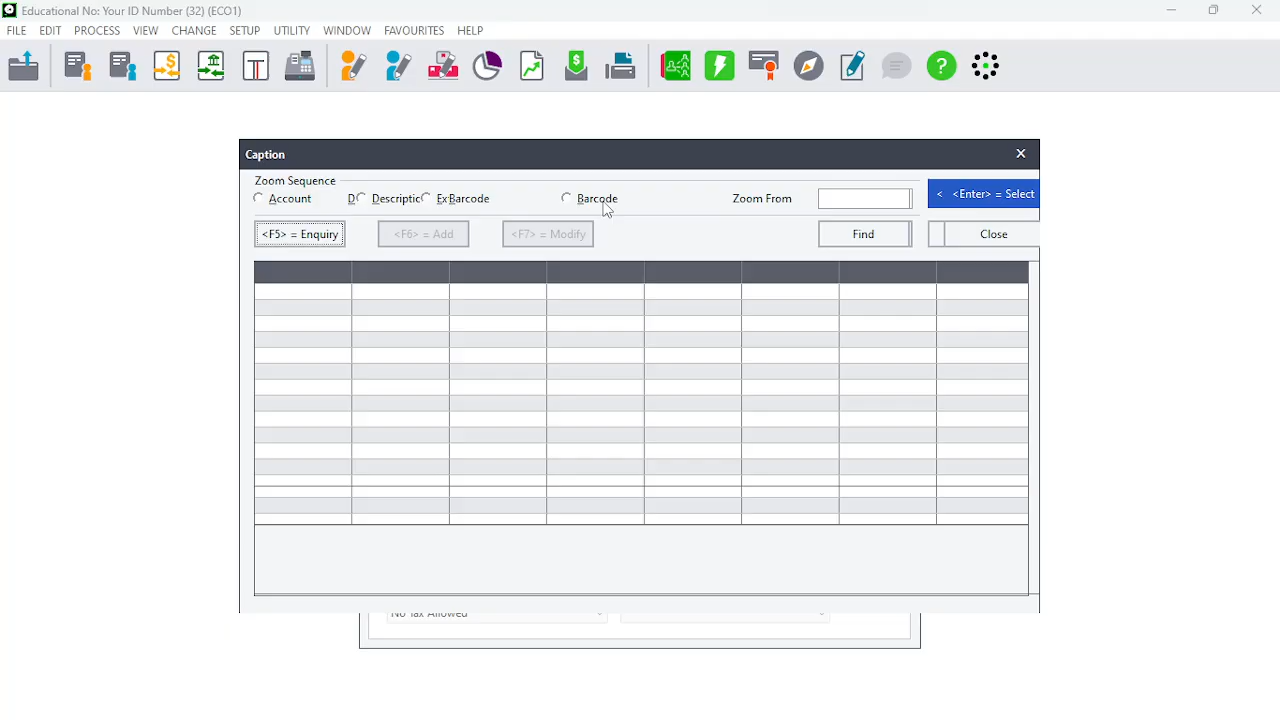 Educational No: Your ID Number (32) (ECO1)
FILE EDIT PROCESS VIEW CHANGE SETUP UTILITY WINDOW FAVOURITES HELP
Caption
Zoom Sequence
Account D Descriptic Ex Barcode Barcode Zoom From < <Enter> = Select
<F5> = Enquiry <F6> = Add <F7> = Modify Find Close
No Tax Allowed